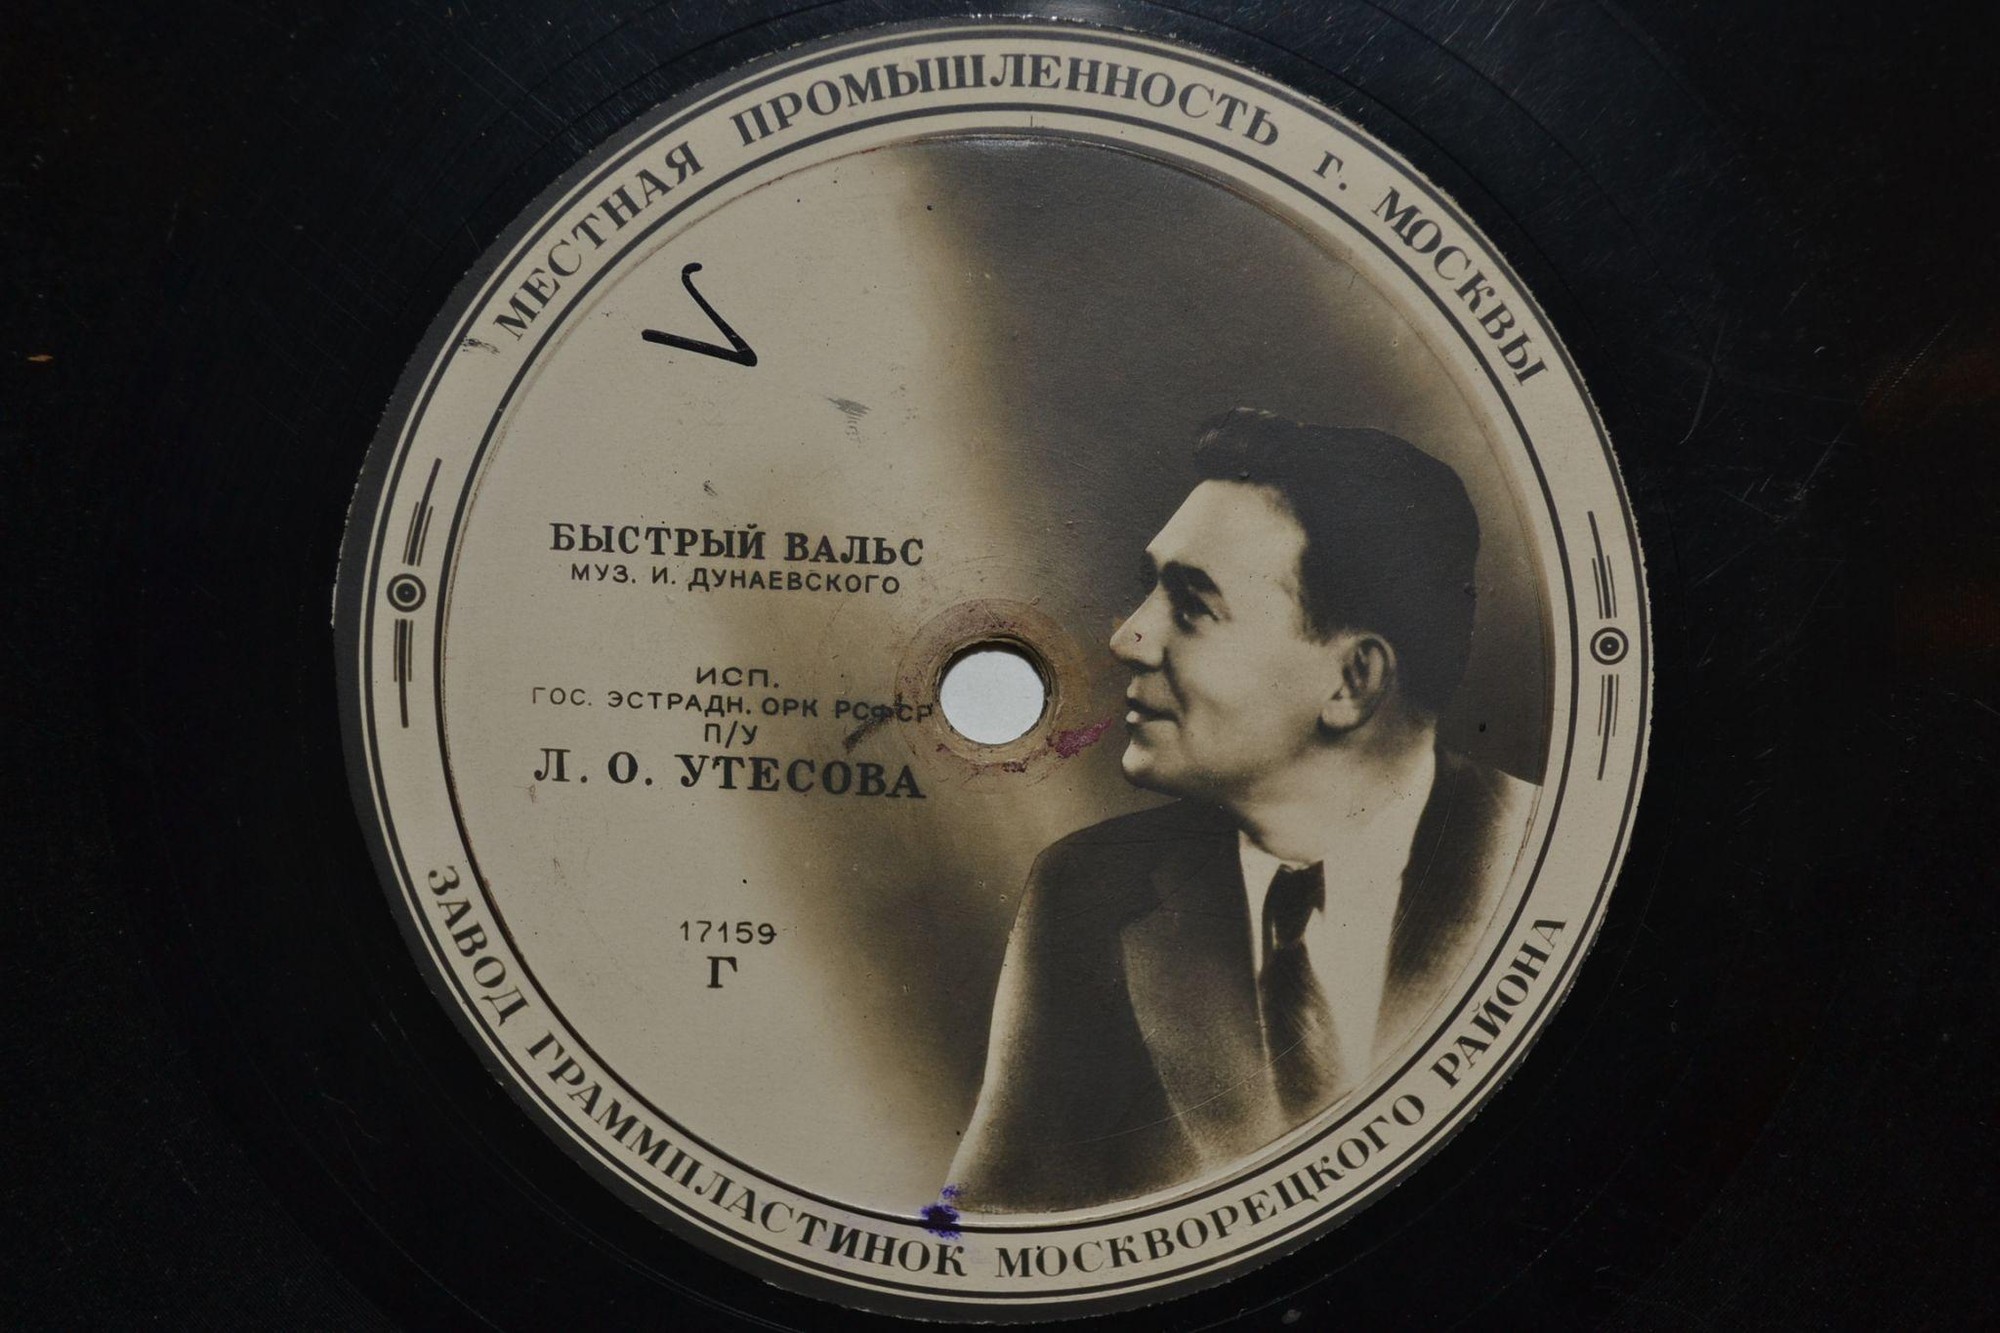 МЕСТНАЯ ПРОМЫШЛЕННОСТЬ г. МОСКВЫ
БЫСТРЫЙ ВАЛЬС
МУЗ. И. ДУНАЕВСКОГО
ИСП.
ГОС. ЭСТРАДН. ОРК РСФСР
П/У
Л. О. УТЕСОВА
17159
Г
ЗАВОД ГРАММПЛАСТИНОК МОСКВОРЕЦКОГО РАЙОНА